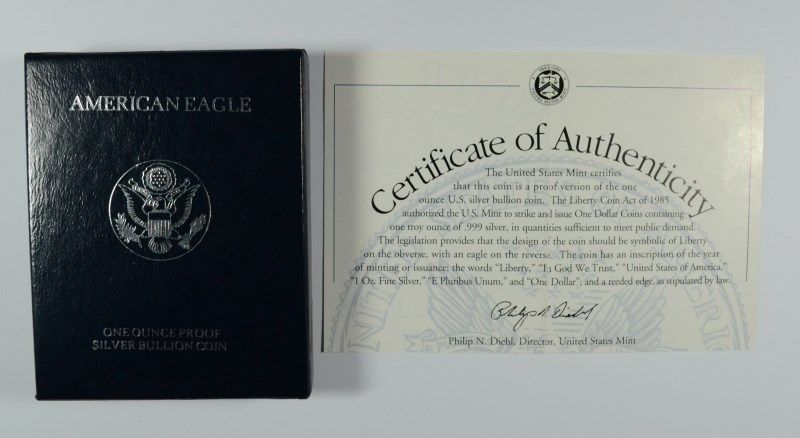 AMERICAN EAGLE
ONE OUNCE PROOF
SILVER BULLION COIN
Certificate of Authenticity
The United States Mint certifies
that this coin is a proof version of the one
ounce U.S. silver bullion coin. The Liberty Coin Act of 1985
authorized the U.S. Mint to strike and issue One Dollar Coins containing
one troy ounce of .999 silver, in quantities sufficient to meet public demand.
The legislation provides that the design of the coin should be symbolic of Liberty
on the obverse, with an eagle on the reverse. The coin has an inscription of the year
of minting or issuance; the words “Liberty,” “In God We Trust,” “United States of America,”
“1 Oz. Fine Silver,” “E Pluribus Unum,” and “One Dollar”; and a reeded edge, as stipulated by law.
Philip N. Diehl
Philip N. Diehl, Director, United States Mint